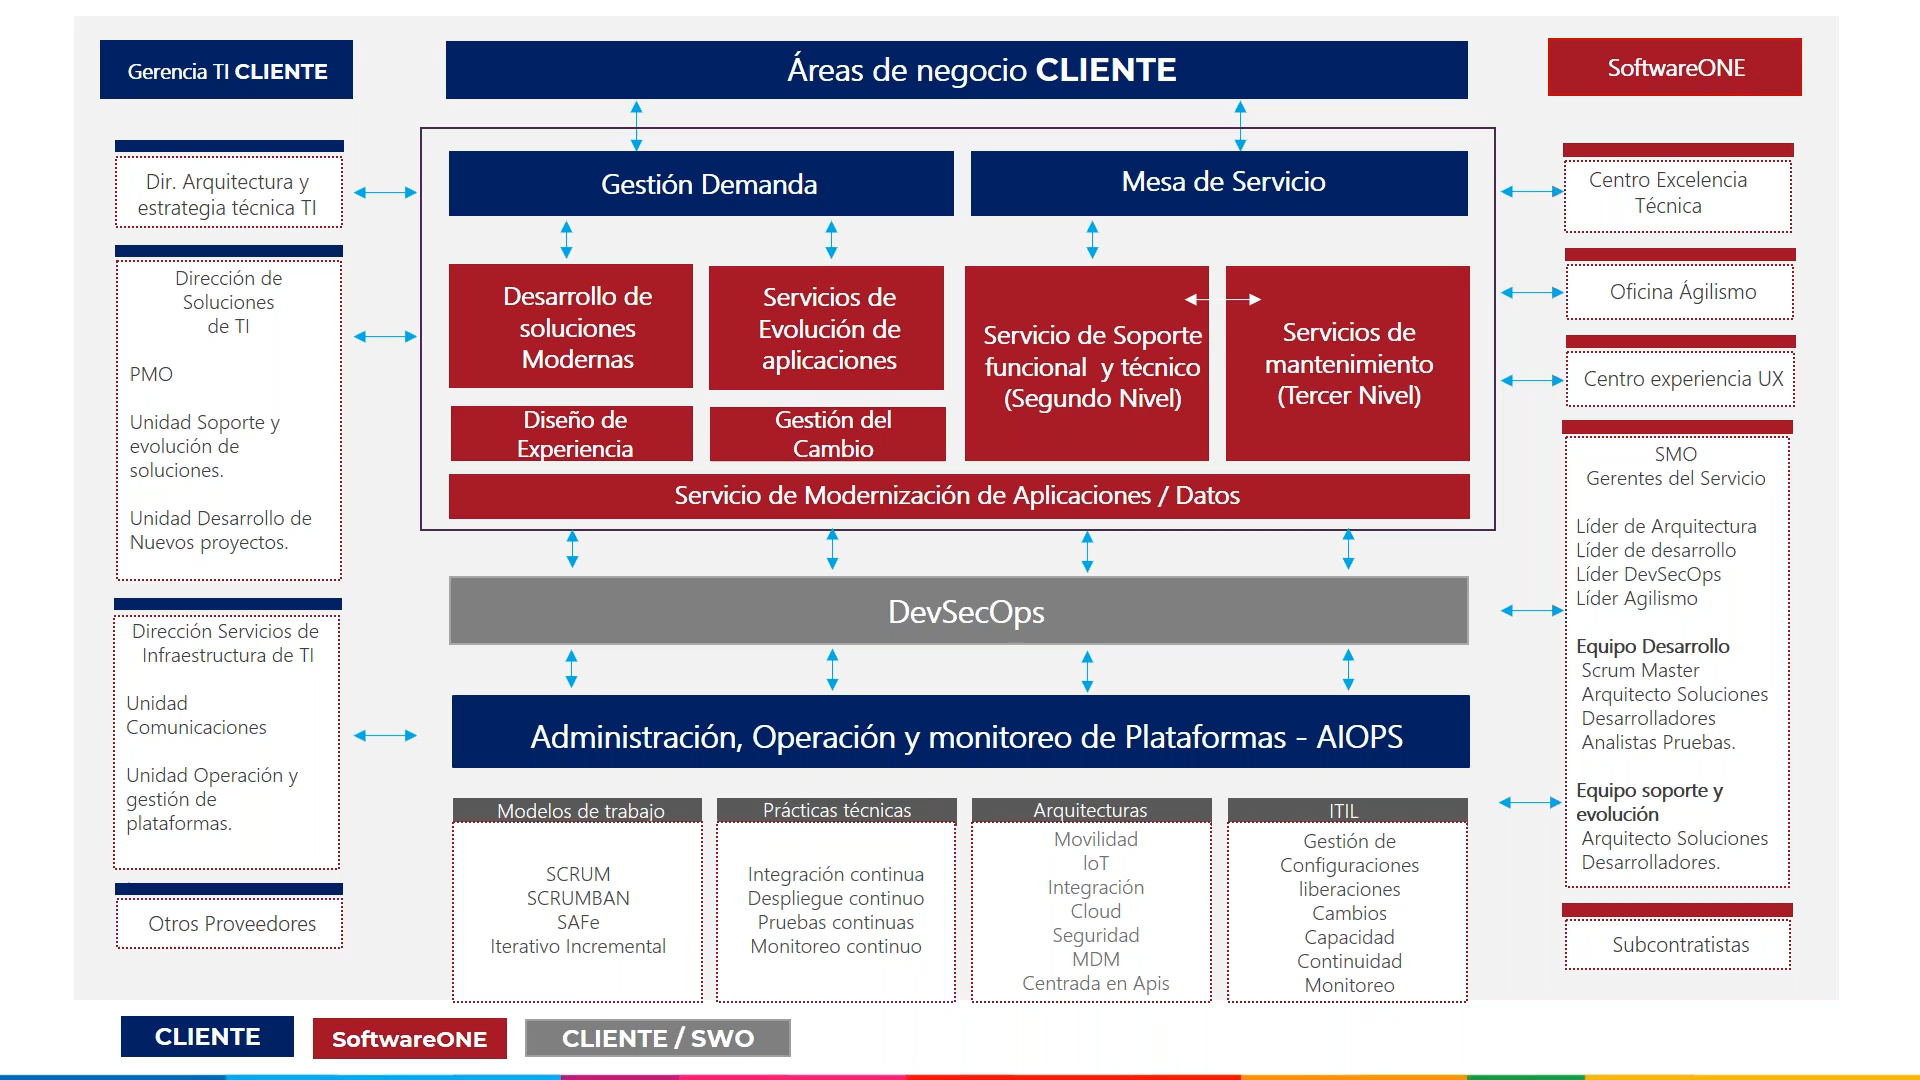 Gerencia TI CLIENTE
Áreas de negocio CLIENTE
SoftwareONE
Dir. Arquitectura y
estrategia técnica TI
Dirección de
Soluciones
de TI
PMO
Unidad Soporte y
evolución de
soluciones.
Unidad Desarrollo de
Nuevos proyectos.
Dirección Servicios de
Infraestructura de TI
Unidad
Comunicaciones
Unidad Operación y
gestión de
plataformas.
Otros Proveedores
Gestión Demanda
Mesa de Servicio
Desarrollo de
soluciones
Modernas
Servicios de
Evolución de
aplicaciones
Servicio de Soporte
funcional y técnico
(Segundo Nivel)
Servicios de
mantenimiento
(Tercer Nivel)
Diseño de
Experiencia
Gestión del
Cambio
Servicio de Modernización de Aplicaciones / Datos
DevSecOps
Administración, Operación y monitoreo de Plataformas - AIOPS
Modelos de trabajo
SCRUM
SCRUMBAN
SAFe
Iterativo Incremental
Prácticas técnicas
Integración continua
Despliegue continuo
Pruebas continuas
Monitoreo continuo
Arquitecturas
Movilidad
loT
Integración
Cloud
Seguridad
MDM
Centrada en Apis
ITIL
Gestión de
Configuraciones
liberaciones
Cambios
Capacidad
Continuidad
Monitoreo
Centro Excelencia
Técnica
Oficina Ágilismo
Centro experiencia UX
SMO
Gerentes del Servicio
Líder de Arquitectura
Líder de desarrollo
Líder DevSecOps
Líder Agilismo
Equipo Desarrollo
Scrum Master
Arquitecto Soluciones
Desarrolladores
Analistas Pruebas.
Equipo soporte y
evolución
Arquitecto Soluciones
Desarrolladores.
Subcontratistas
CLIENTE
SoftwareONE
CLIENTE / SWO